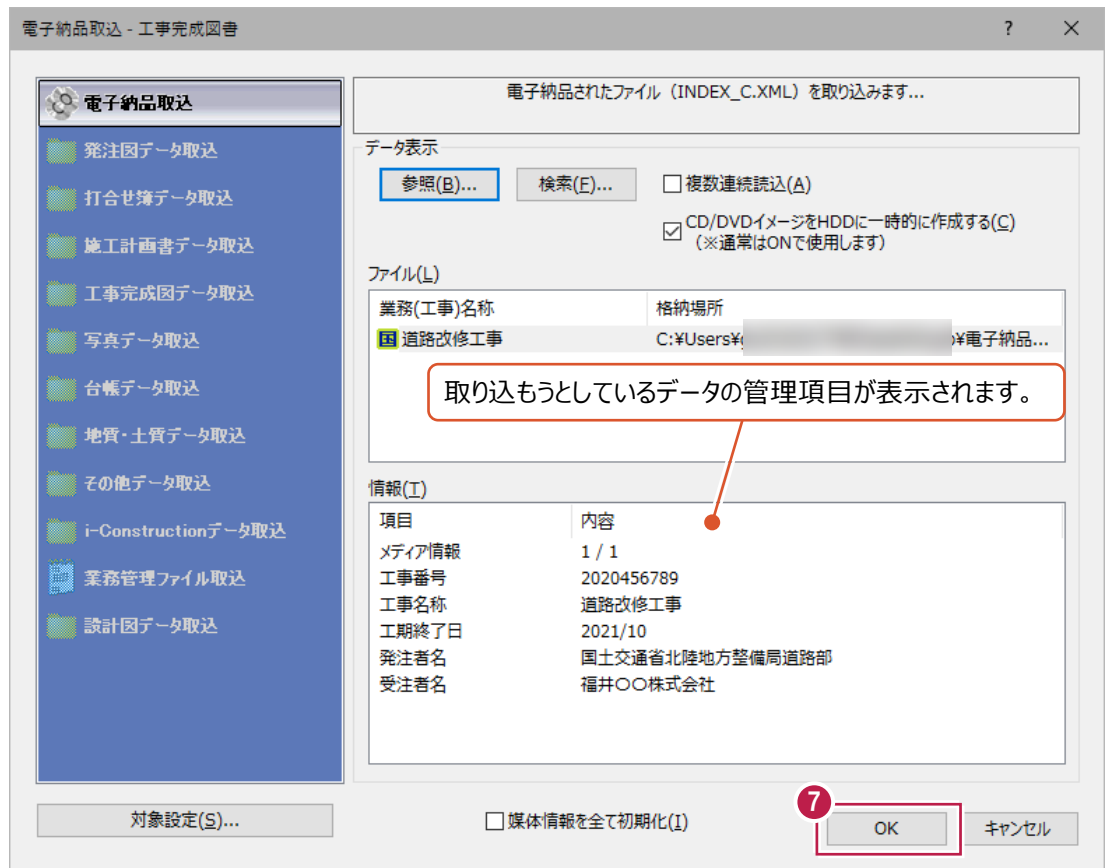 電子納品取込 - 工事完成図書
?
×
電子納品取込
発注図データ取込
打合せ簿データ取込
施工計画書データ取込
工事完成図データ取込
写真データ取込
台帳データ取込
地質・土質データ取込
その他データ取込
i-Constructionデータ取込
業務管理ファイル取込
設計図データ取込
対象設定(S)...
電子納品されたファイル（INDEX_C.XML）を取り込みます...
データ表示
参照(B)... 検索(F)... 複数連続読込(A)
CD/DVDイメージをHDDに一時的に作成する(C)
（※通常はONで使用します）
ファイル(L)
業務(工事)名称 格納場所
国 道路改修工事 C:¥Users¥ ¥電子納品...
取り込もうとしているデータの管理項目が表示されます。
情報(T)
項目 内容
メディア情報 1 / 1
工事番号 2020456789
工事名称 道路改修工事
工期終了日 2021/10
発注者名 国土交通省北陸地方整備局道路部
受注者名 福井〇〇株式会社
媒体情報を全て初期化(I)
7
OK
キャンセル